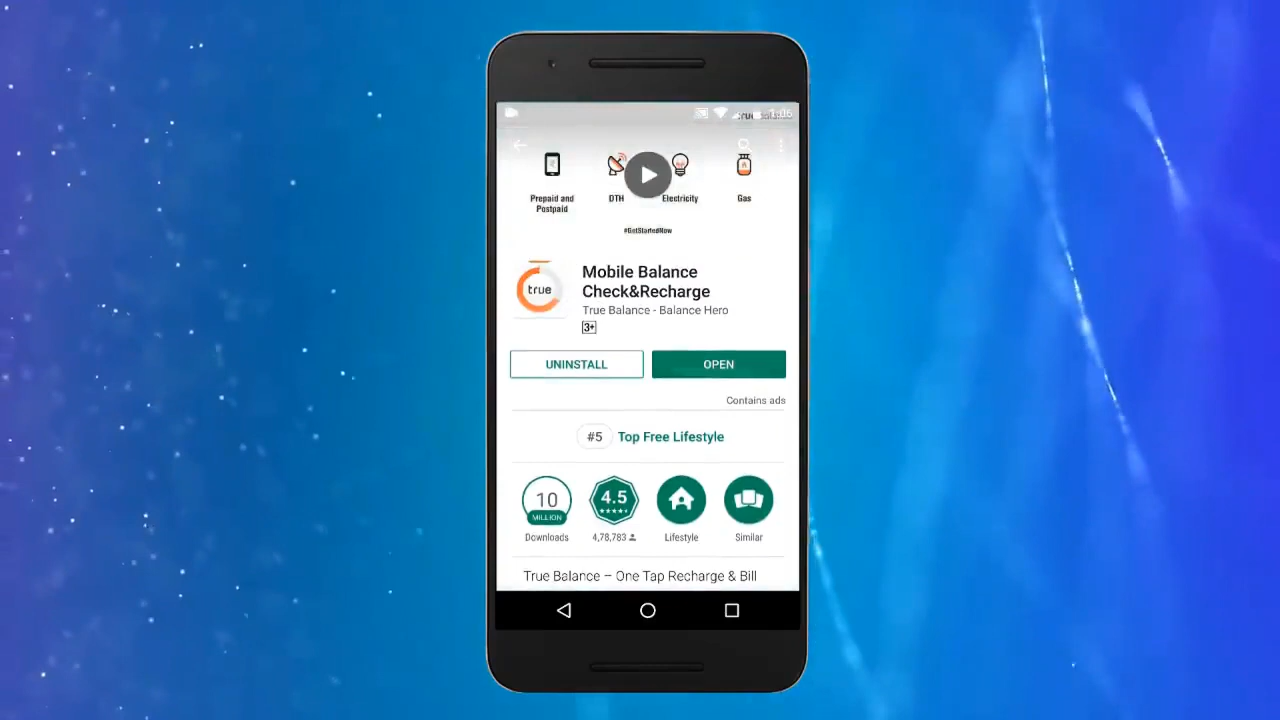 1:06
Prepaid and
Postpaid
DTH
Electricity
Gas
#GetStartedNow
true
Mobile Balance
Check&Recharge
True Balance - Balance Hero
3+
UNINSTALL
OPEN
Contains ads
#5 Top Free Lifestyle
10
MILLION
4.5
Downloads
4,78,783
Lifestyle
Similar
True Balance – One Tap Recharge & Bill